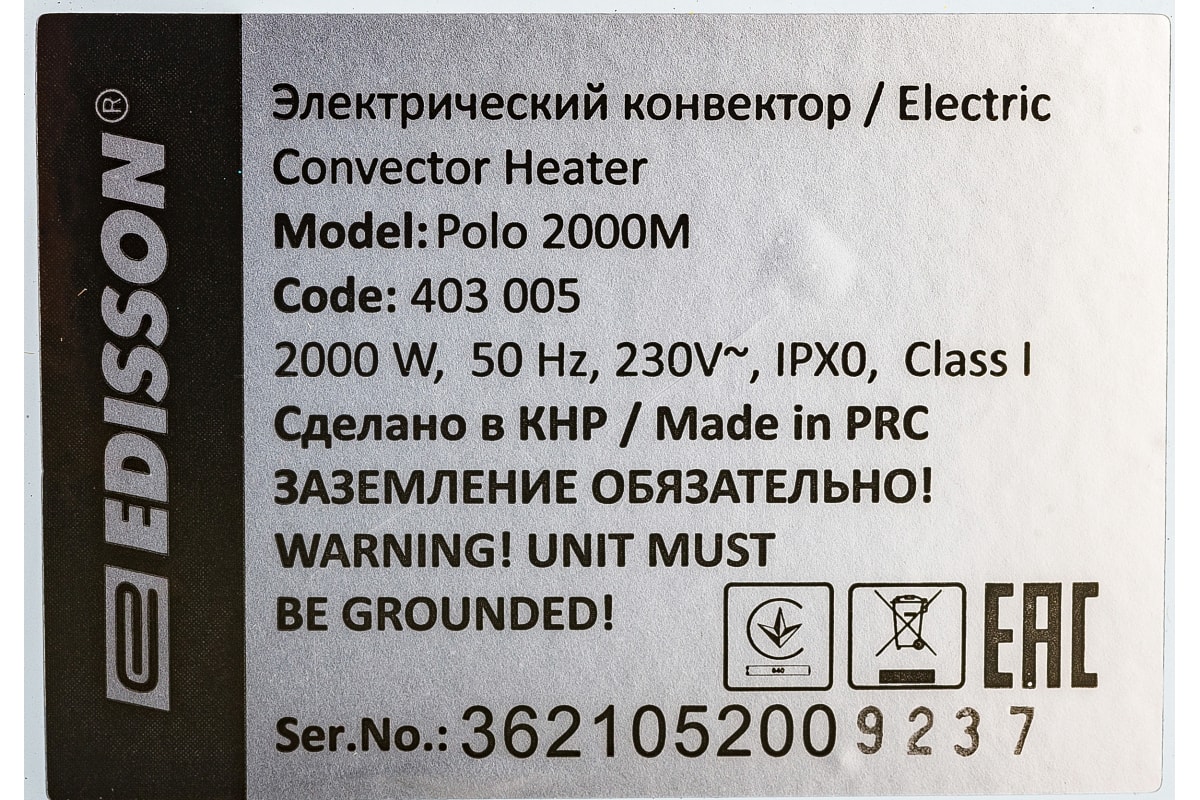 EDISSON®
Электрический конвектор / Electric
Convector Heater
Model: Polo 2000M
Code: 403 005
2000 W, 50 Hz, 230V~, IPX0, Class I
Сделано в КНР / Made in PRC
ЗАЗЕМЛЕНИЕ ОБЯЗАТЕЛЬНО!
WARNING! UNIT MUST
BE GROUNDED!
EAC
Ser.No.: 3621052009237